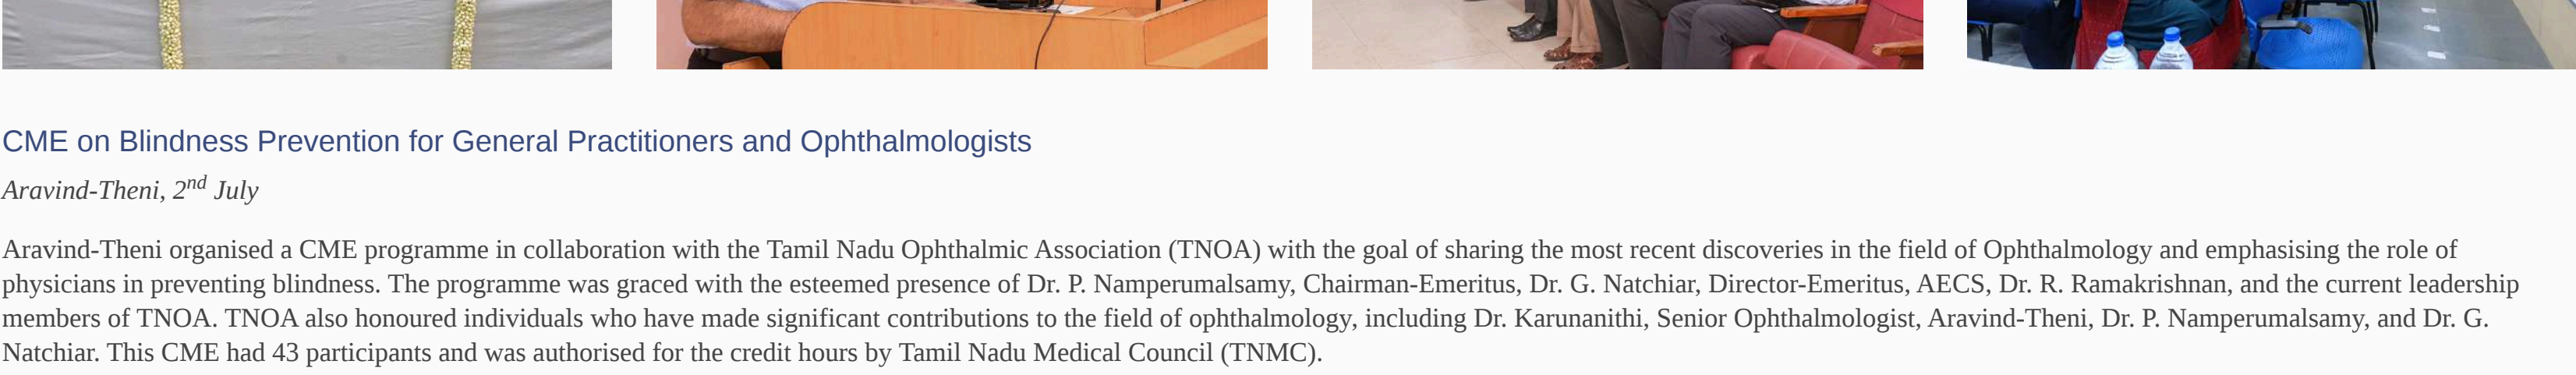 CME on Blindness Prevention for General Practitioners and Ophthalmologists
Aravind-Theni, 2nd July
Aravind-Theni organised a CME programme in collaboration with the Tamil Nadu Ophthalmic Association (TNOA) with the goal of sharing the most recent discoveries in the field of Ophthalmology and emphasising the role of
physicians in preventing blindness. The programme was graced with the esteemed presence of Dr. P. Namperumalsamy, Chairman-Emeritus, Dr. G. Natchiar, Director-Emeritus, AECS, Dr. R. Ramakrishnan, and the current leadership
members of TNOA. TNOA also honoured individuals who have made significant contributions to the field of ophthalmology, including Dr. Karunanithi, Senior Ophthalmologist, Aravind-Theni, Dr. P. Namperumalsamy, and Dr. G.
Natchiar. This CME had 43 participants and was authorised for the credit hours by Tamil Nadu Medical Council (TNMC).